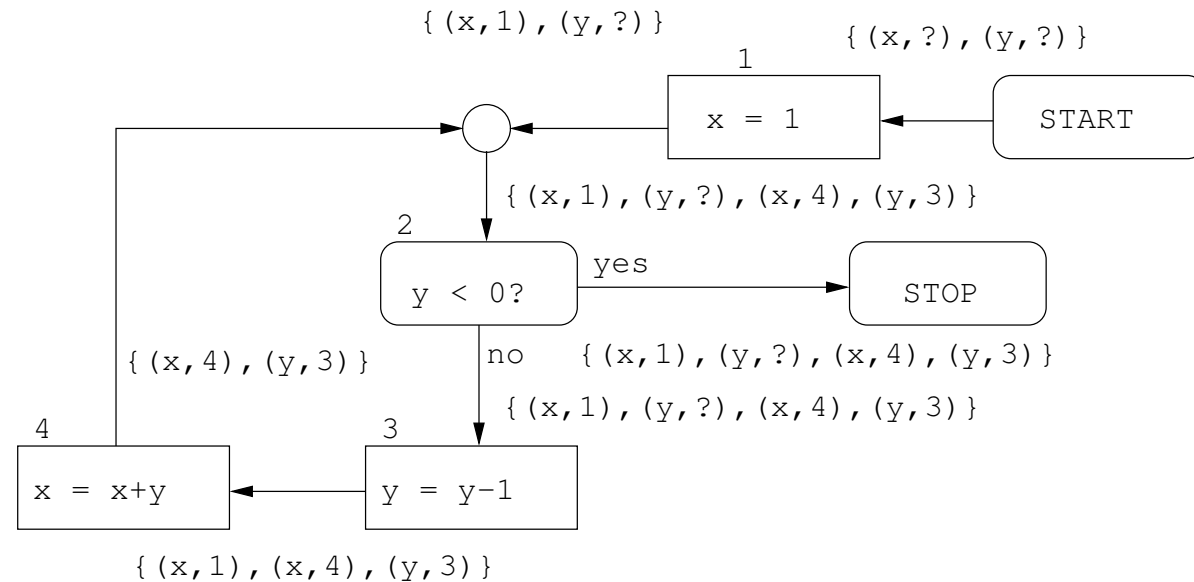 {(x,1),(y,?)}
{(x,?),(y,?)}
1
x = 1
START
{(x,1),(y,?),(x,4),(y,3)}
2
y < 0?
yes
STOP
{(x,4),(y,3)}
no
{(x,1),(y,?),(x,4),(y,3)}
{(x,1),(y,?),(x,4),(y,3)}
4
x = x+y
3
y = y-1
{(x,1),(x,4),(y,3)}